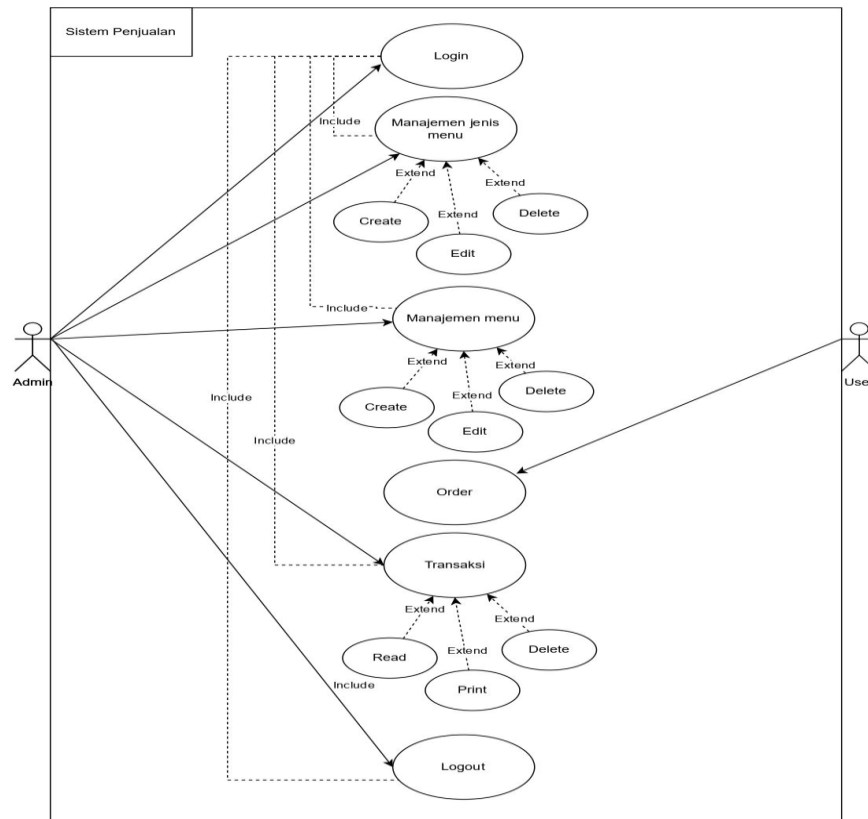 Sistem Penjualan
Login
Include
Manajemen jenis
menu
Extend
Extend
Extend
Create
Delete
Edit
Include
Manajemen menu
Admin
User
Extend
Extend
Extend
Create
Delete
Edit
Include
Include
Order
Transaksi
Extend
Extend
Extend
Read
Delete
Print
Include
Logout